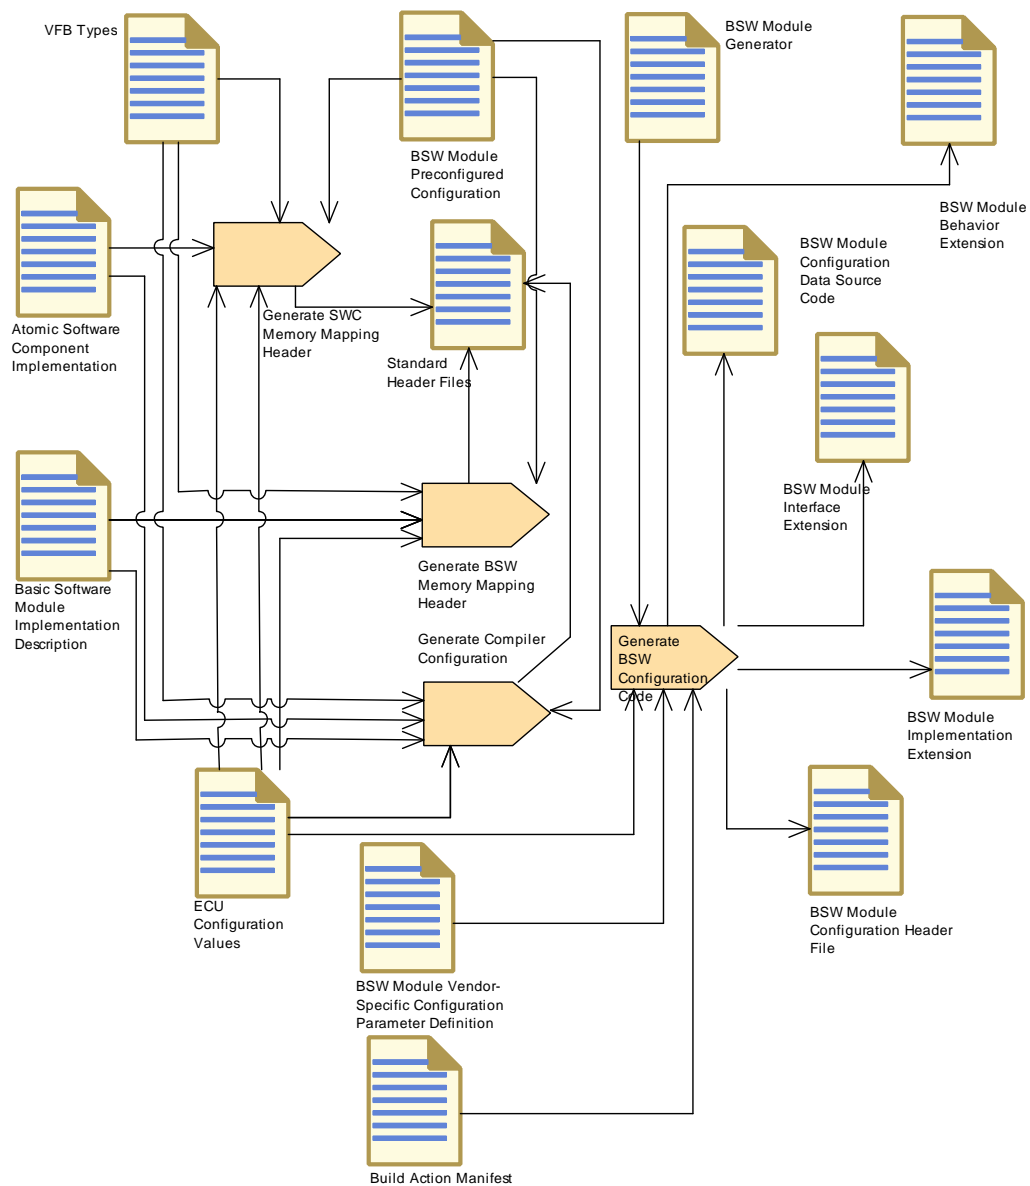 VFB Types
BSW Module
Generator
BSW Module
Preconfigured
Configuration
BSW Module
Behavior
Extension
BSW Module
Configuration
Data Source
Code
Atomic Software
Component
Implementation
Generate SWC
Memory Mapping
Header
Standard
Header Files
BSW Module
Interface
Extension
Generate BSW
Memory Mapping
Header
Basic Software
Module
Implementation
Description
Generate Compiler
Configuration
Generate
BSW
Configuration
Code
BSW Module
Implementation
Extension
ECU
Configuration
Values
BSW Module
Configuration Header
File
BSW Module Vendor-
Specific Configuration
Parameter Definition
Build Action Manifest